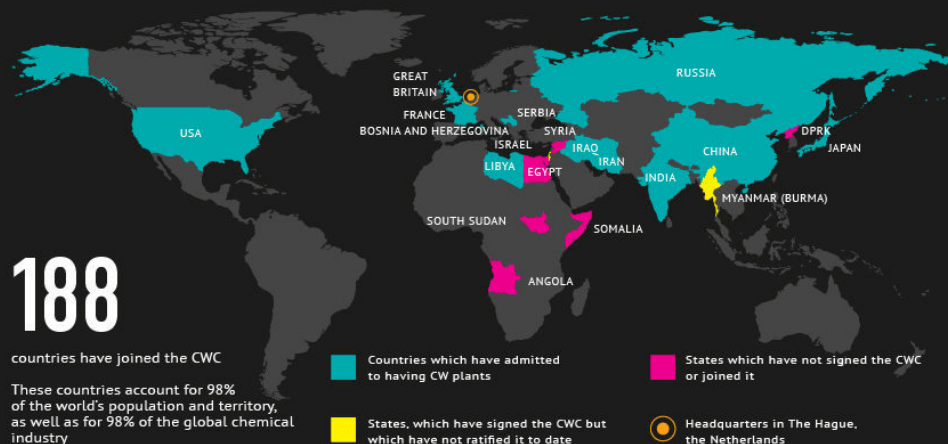 RUSSIA
GREAT
BRITAIN
FRANCE
SERBIA
USA
BOSNIA AND HERZEGOVINA
SYRIA
DPRK
ISRAEL
IRAQ
JAPAN
CHINA
IRAN
LIBYA
EGYPT
INDIA
MYANMAR (BURMA)
SOUTH SUDAN
SOMALIA
ANGOLA
188
countries have joined the CWC
These countries account for 98%
of the world's population and territory,
as well as for 98% of the global chemical
industry
Countries which have admitted
to having CW plants
States which have not signed the CWC
or joined it
States, which have signed the CWC but
which have not ratified it to date
Headquarters in The Hague,
the Netherlands